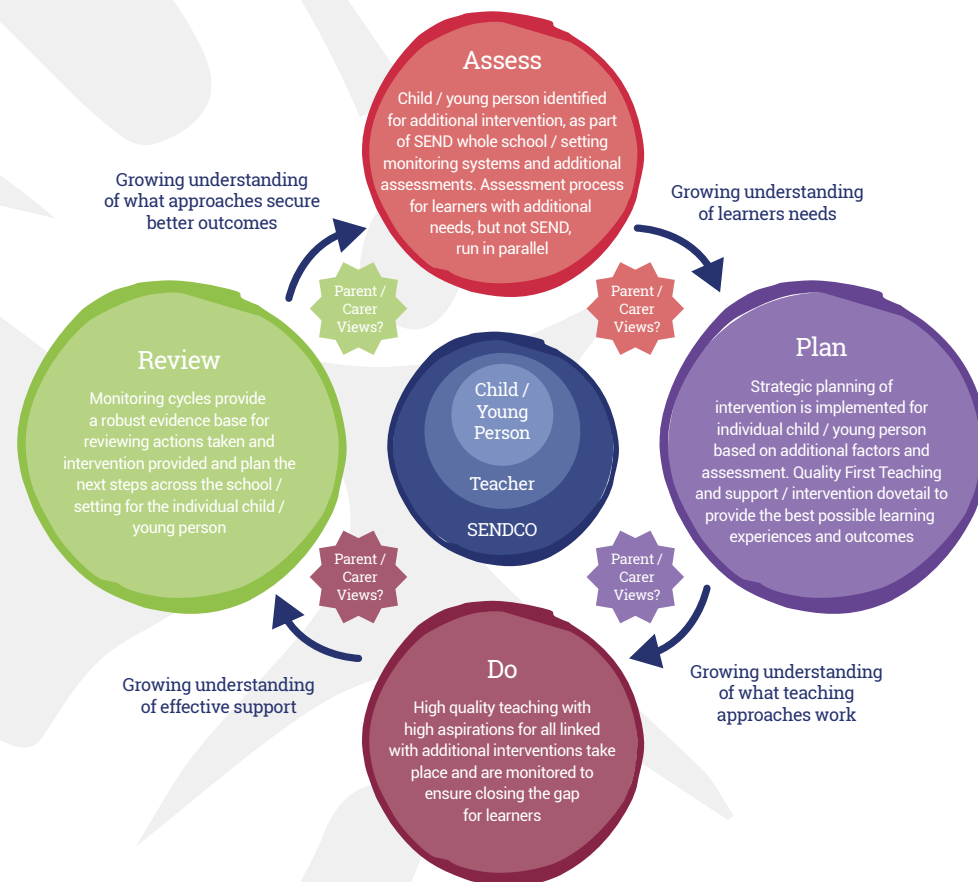 Assess
Child / young person identified
for additional intervention, as part
of SEND whole school / setting
monitoring systems and additional
assessments. Assessment process
for learners with additional
needs, but not SEND,
run in parallel
Growing understanding
of learners needs
Parent /
Carer
Views?
Plan
Strategic planning of
intervention is implemented for
individual child / young person
based on additional factors and
assessment. Quality First Teaching
and support / intervention dovetail to
provide the best possible learning
experiences and outcomes
Growing understanding
of what teaching
approaches work
Parent /
Carer
Views?
Do
High quality teaching with
high aspirations for all linked
with additional interventions take
place and are monitored to
ensure closing the gap
for learners
Growing understanding
of effective support
Parent /
Carer
Views?
Review
Monitoring cycles provide
a robust evidence base for
reviewing actions taken and
intervention provided and plan the
next steps across the school /
setting for the individual child /
young person
Growing understanding
of what approaches secure
better outcomes
Parent /
Carer
Views?
Child /
Young
Person
Teacher
SENDCO